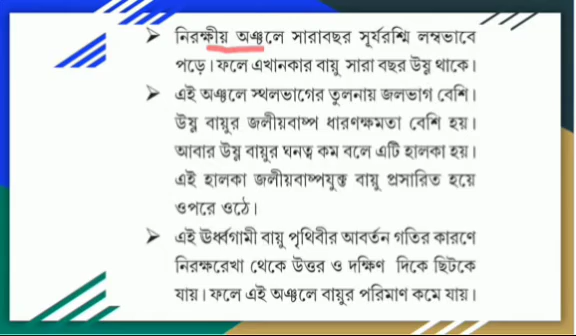 ➤ নিরক্ষীয় অঞ্চলে সারাবছর সূর্যরশ্মি লম্বভাবে
পড়ে। ফলে এখানকার বায়ু সারা বছর উষ্ণ থাকে।
➤ এই অঞ্চলে স্থলভাগের তুলনায় জলভাগ বেশি।
উষ্ণ বায়ুর জলীয়বাষ্প ধারণক্ষমতা বেশি হয়।
আবার উষ্ণ বায়ুর ঘনত্ব কম বলে এটি হালকা হয়।
এই হালকা জলীয়বাষ্পযুক্ত বায়ু প্রসারিত হয়ে
ওপরে ওঠে।
➤ এই ঊর্ধ্বগামী বায়ু পৃথিবীর আবর্তন গতির কারণে
নিরক্ষরেখা থেকে উত্তর ও দক্ষিণ দিকে ছিটকে
যায়। ফলে এই অঞ্চলে বায়ুর পরিমাণ কমে যায়।